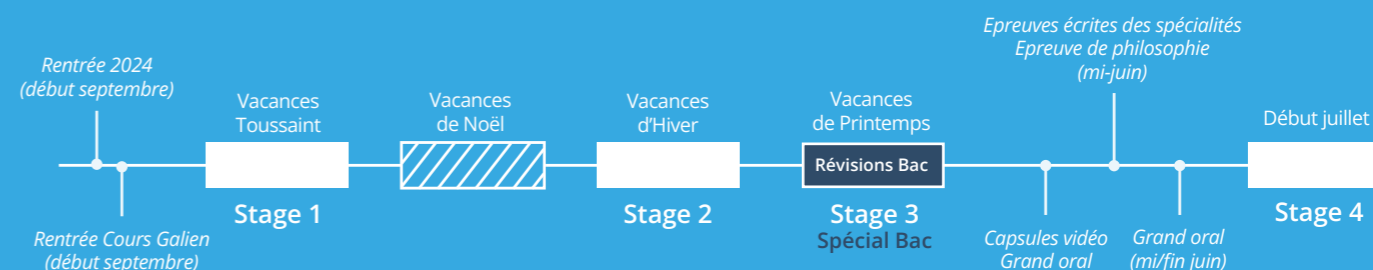 Rentrée 2024
(début septembre)
Rentrée Cours Galien
(début septembre)
Vacances
Toussaint
Stage 1
Vacances
de Noël
Vacances
d'Hiver
Stage 2
Vacances
de Printemps
Révisions Bac
Stage 3
Spécial Bac
Capsules vidéo
Grand oral
Epreuves écrites des spécialités
Epreuve de philosophie
(mi-juin)
Grand oral
(mi/fin juin)
Début juillet
Stage 4